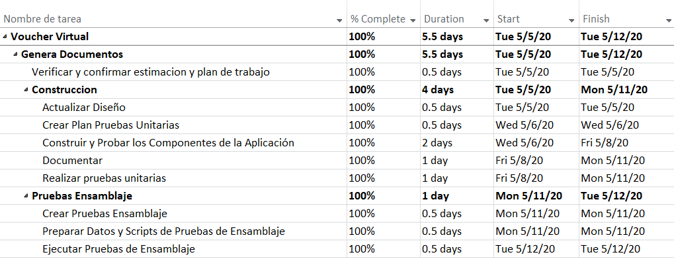 Nombre de tarea % Complete Duration Start Finish
Voucher Virtual 100% 5.5 days Tue 5/5/20 Tue 5/12/20
Genera Documentos 100% 5.5 days Tue 5/5/20 Tue 5/12/20
Verificar y confirmar estimacion y plan de trabajo 100% 0.5 days Tue 5/5/20 Tue 5/5/20
Construccion 100% 4 days Tue 5/5/20 Mon 5/11/20
Actualizar Diseño 100% 0.5 days Tue 5/5/20 Tue 5/5/20
Crear Plan Pruebas Unitarias 100% 0.5 days Wed 5/6/20 Wed 5/6/20
Construir y Probar los Componentes de la Aplicación 100% 2 days Wed 5/6/20 Fri 5/8/20
Documentar 100% 1 day Fri 5/8/20 Mon 5/11/20
Realizar pruebas unitarias 100% 1 day Fri 5/8/20 Mon 5/11/20
Pruebas Ensamblaje 100% 1 day Mon 5/11/20 Tue 5/12/20
Crear Pruebas Ensamblaje 100% 0.5 days Mon 5/11/20 Mon 5/11/20
Preparar Datos y Scripts de Pruebas de Ensamblaje 100% 0.5 days Mon 5/11/20 Mon 5/11/20
Ejecutar Pruebas de Ensamblaje 100% 0.5 days Tue 5/12/20 Tue 5/12/20